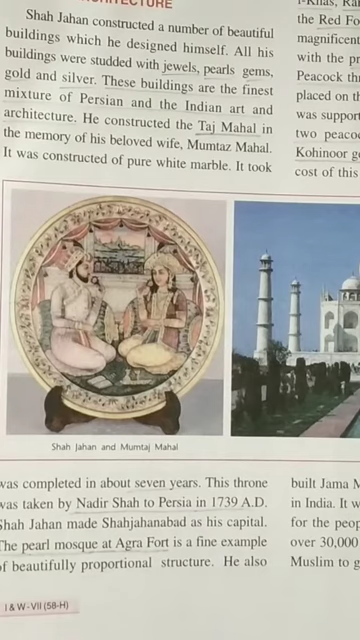 ARCHITECTURE
Shah Jahan constructed a number of beautiful
buildings which he designed himself. All his
buildings were studded with jewels, pearls gems,
gold and silver. These buildings are the finest
mixture of Persian and the Indian art and
architecture. He constructed the Taj Mahal in
the memory of his beloved wife, Mumtaz Mahal.
It was constructed of pure white marble. It took
the Red Fo
magnificen
with the pr
Peacock th
placed on th
was support
two peacoc
Kohinoor ge
cost of this
Shah Jahan and Mumtaj Mahal
was completed in about seven years. This throne
was taken by Nadir Shah to Persia in 1739 A.D.
Shah Jahan made Shahjahanabad as his capital.
The pearl mosque at Agra Fort is a fine example
of beautifully proportional structure. He also
built Jama M
in India. It w
for the peop
over 30,000
Muslim to g
I & W - VII (58-H)